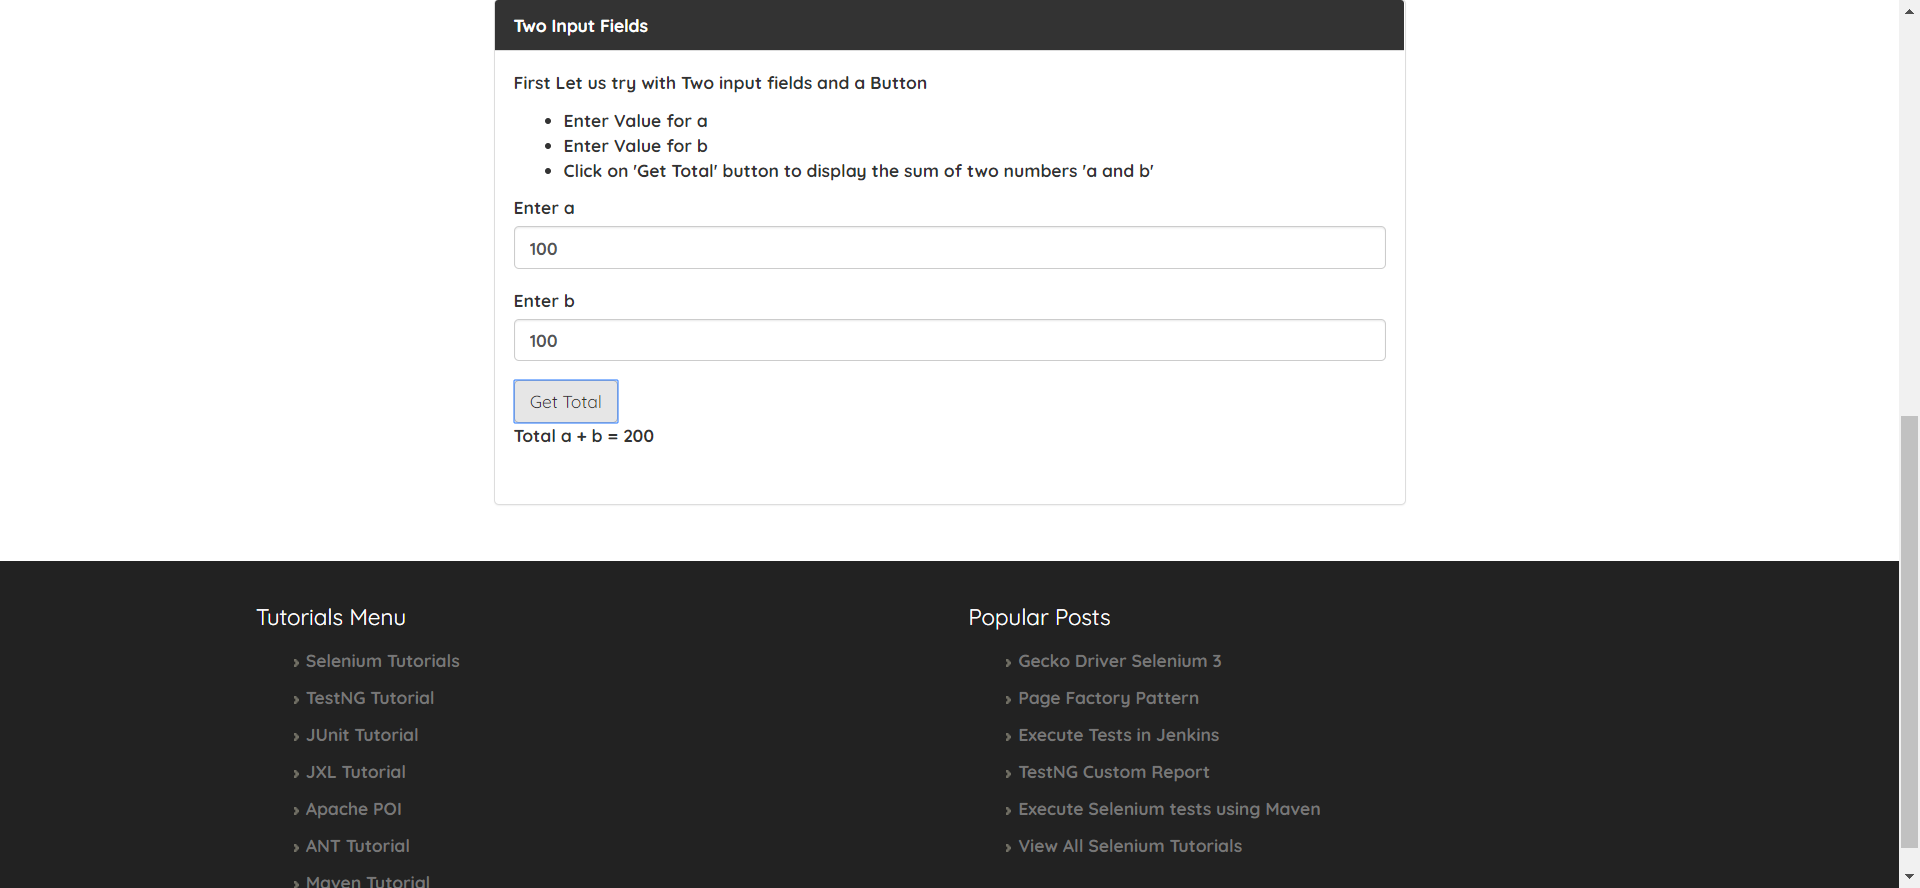 Two Input Fields
First Let us try with Two input fields and a Button
• Enter Value for a
• Enter Value for b
• Click on 'Get Total' button to display the sum of two numbers 'a and b'
Enter a
100
Enter b
100
Get Total
Total a + b = 200
Tutorials Menu
› Selenium Tutorials
› TestNG Tutorial
› JUnit Tutorial
› JXL Tutorial
› Apache POI
› ANT Tutorial
› Maven Tutorial
Popular Posts
› Gecko Driver Selenium 3
› Page Factory Pattern
› Execute Tests in Jenkins
› TestNG Custom Report
› Execute Selenium tests using Maven
› View All Selenium Tutorials